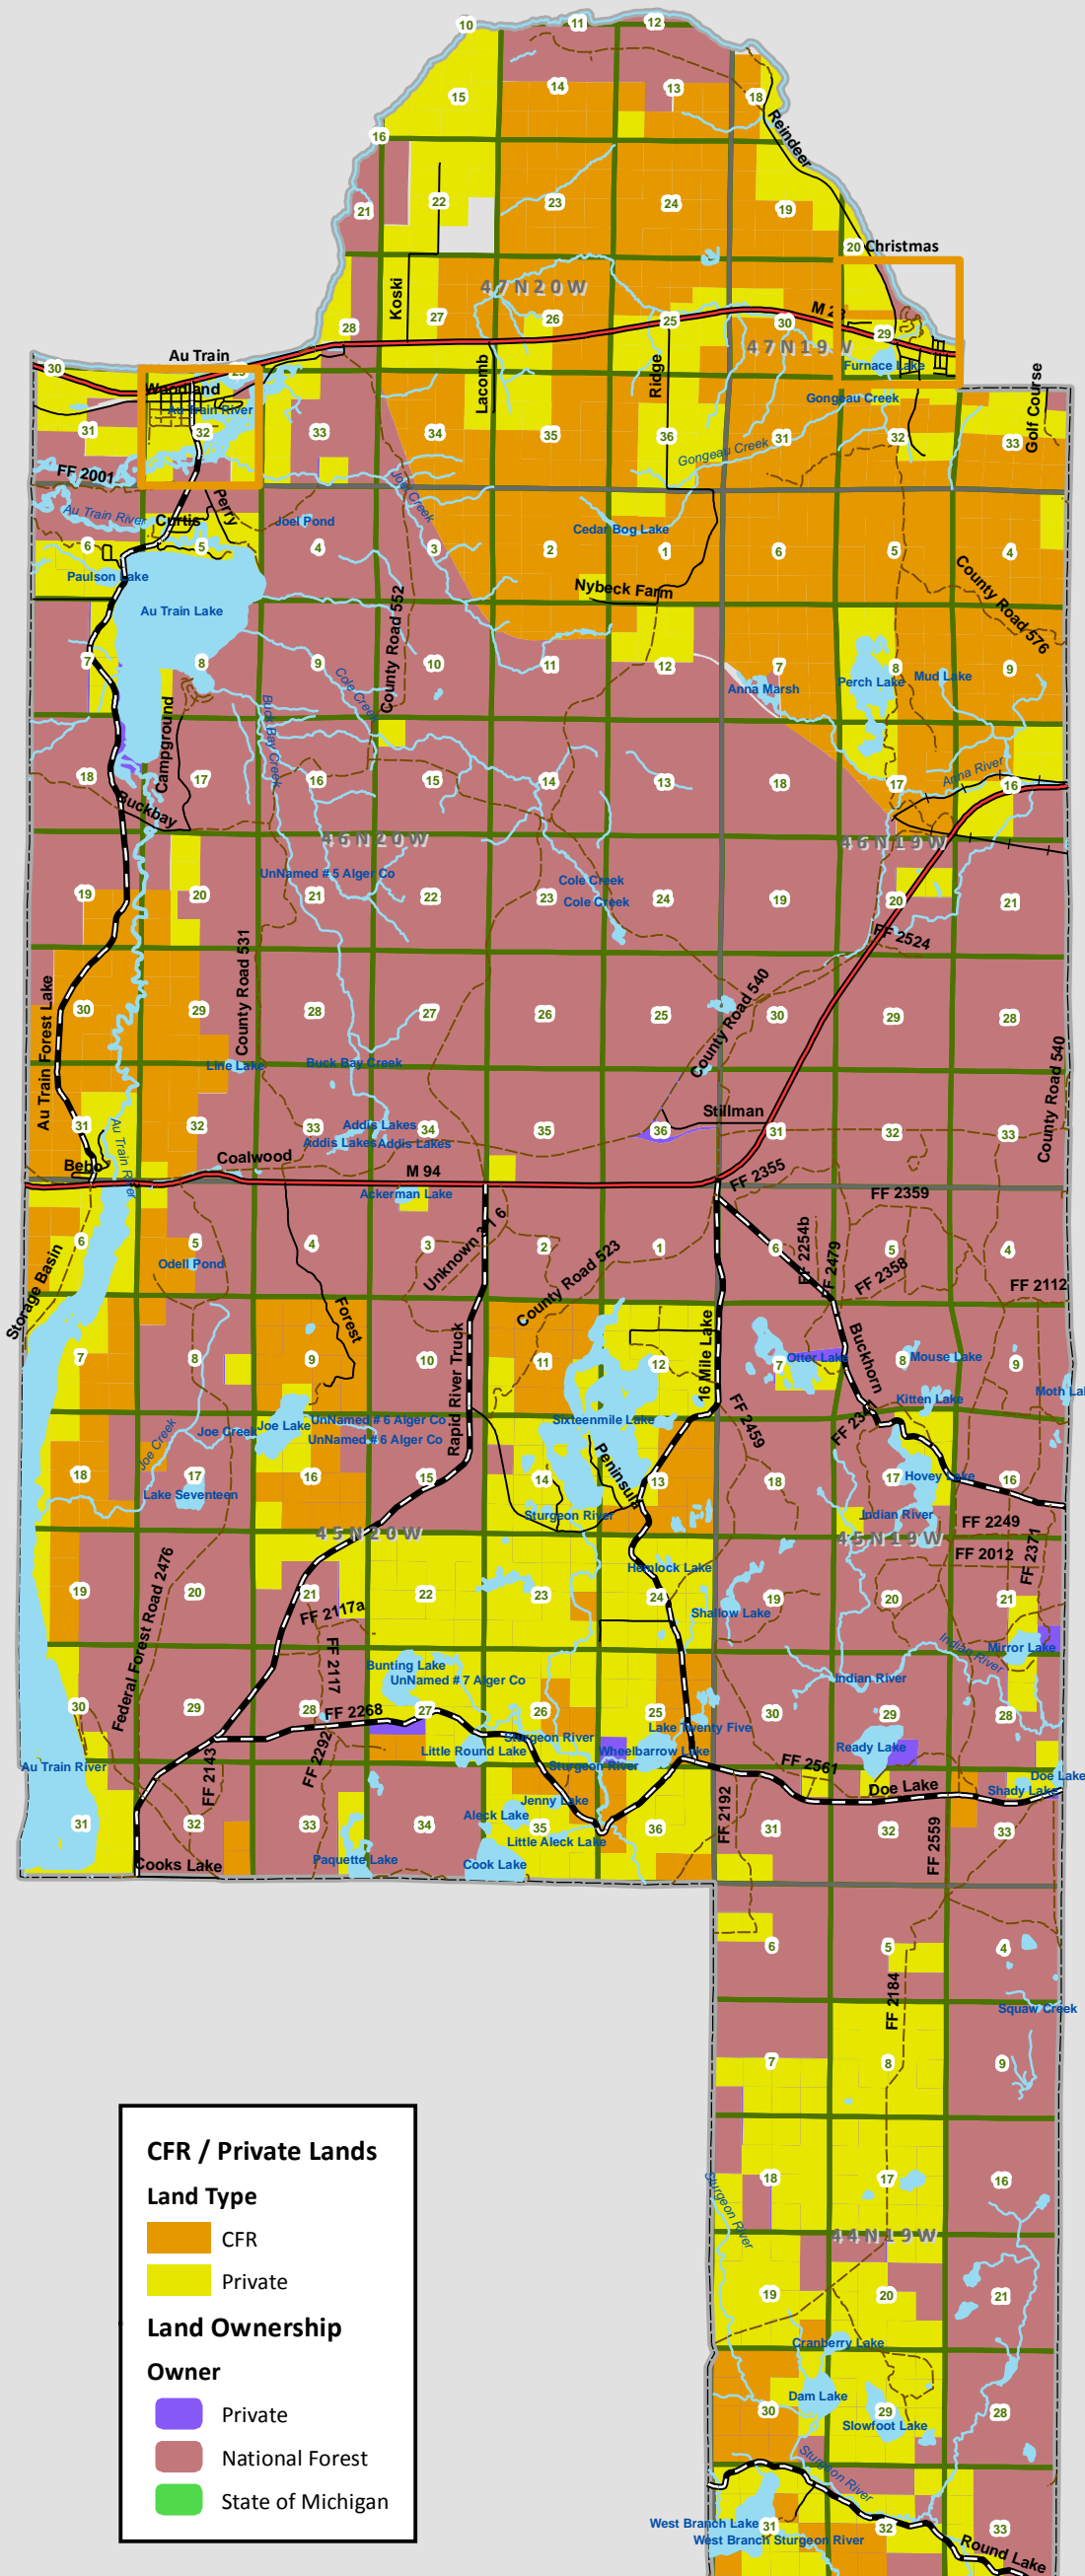 10
11
12
15
14
13
18
Reindeer
16
21
22
23
24
19
20
Christmas
Koski
47N20W
28
27
26
25
30
M 28
29
47N19W
Furnace Lake
Au Train
30
Woodland
Au Train River
Lacomb
Ridge
Gongeau Creek
Golf Course
31
32
33
34
35
36
31
32
33
Gongeau Creek
FF 2001
Au Train River
Perry
Curtis
Joel Pond
Joel Creek
Cedar Bog Lake
6
5
4
3
2
1
6
5
4
Paulson Lake
Nybeck Farm
County Road 576
Au Train Lake
County Road 552
7
8
9
10
11
12
7
8
9
Cole Creek
Anna Marsh
Perch Lake
Mud Lake
Buck Bay Creek
Campground
18
17
16
15
14
13
18
17
16
Anna River
Buckbay
46N20W
46N19W
UnNamed # 5 Alger Co
Cole Creek
Cole Creek
19
20
21
22
23
24
19
20
21
FF 2524
County Road 531
County Road 540
Au Train Forest Lake
30
29
28
27
26
25
30
29
28
Line Lake
Buck Bay Creek
County Road 540
Stillman
Addis Lakes
Addis Lakes
Addis Lakes
31
32
33
34
35
36
31
32
33
Au Train River
Bebo
Coalwood
M 94
Ackerman Lake
FF 2355
FF 2359
6
5
4
3
2
1
6
5
4
Storage Basin
Odell Pond
Unknown 316
County Road 523
FF 2254b
FF 2479
FF 2358
FF 2112
Forest
Rapid River Truck
16 Mile Lake
Buckhorn
7
8
9
10
11
12
7
8
9
Otter Lake
Mouse Lake
Moth La
Kitten Lake
Joe Creek
Joe Creek
Joe Lake
UnNamed # 6 Alger Co
UnNamed # 6 Alger Co
Sixteenmile Lake
Peninsula
FF 2459
18
17
16
15
14
13
18
17
16
Hovey Lake
Lake Seventeen
Sturgeon River
Indian River
FF 2249
45N20W
45N19W
FF 2012
FF 2371
Hemlock Lake
19
20
21
22
23
24
19
20
21
Federal Forest Road 2476
FF 2117a
Shallow Lake
Mirror Lake
Indian River
FF 2117
Bunting Lake
UnNamed # 7 Alger Co
Indian River
30
29
28
27
26
25
30
29
28
FF 2268
Lake Twenty Five
Sturgeon River
Little Round Lake
Wheelbarrow Lake
Ready Lake
Au Train River
FF 2143
FF 2292
Sturgeon River
FF 2561
Doe Lake
Doe Lake
Shady Lake
Jenny Lake
Aleck Lake
FF 2192
FF 2559
31
32
33
34
35
36
31
32
33
Little Aleck Lake
Cooks Lake
Paquette Lake
Cook Lake
6
5
4
FF 2184
Squaw Creek
7
8
9
18
17
16
Sturgeon River
44N19W
19
20
21
Cranberry Lake
Dam Lake
30
29
28
Slowfoot Lake
Sturgeon River
West Branch Lake
31
32
33
West Branch Sturgeon River
Round Lake
CFR / Private Lands
Land Type
CFR
Private
Land Ownership
Owner
Private
National Forest
State of Michigan